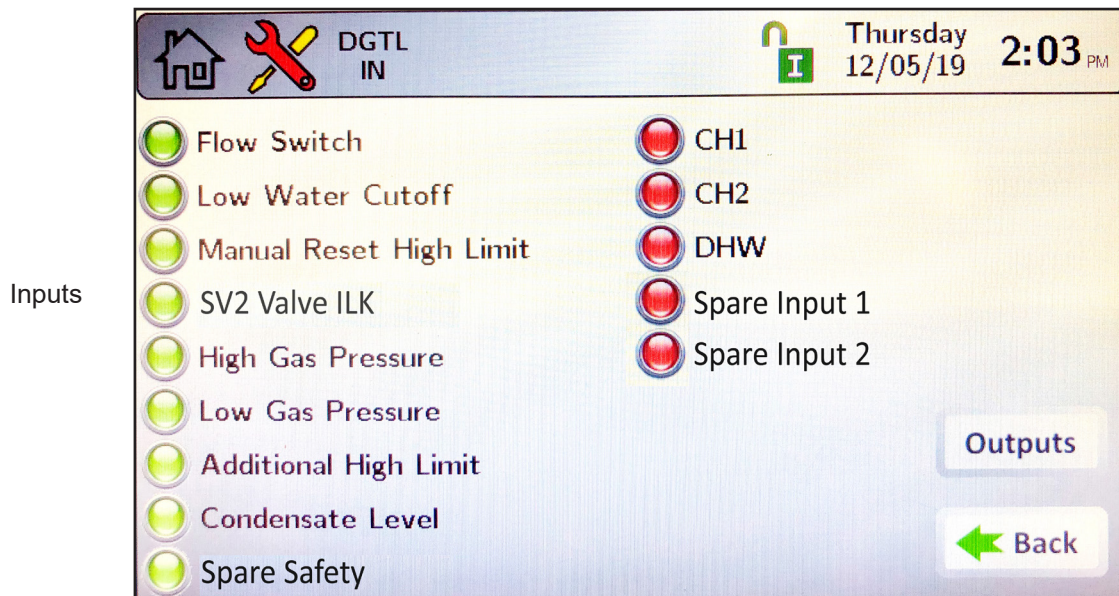 DGTL
IN
I
Thursday
12/05/19
2:03 PM
Inputs
Flow Switch
Low Water Cutoff
Manual Reset High Limit
SV2 Valve ILK
High Gas Pressure
Low Gas Pressure
Additional High Limit
Condensate Level
Spare Safety
CH1
CH2
DHW
Spare Input 1
Spare Input 2
Outputs
Back